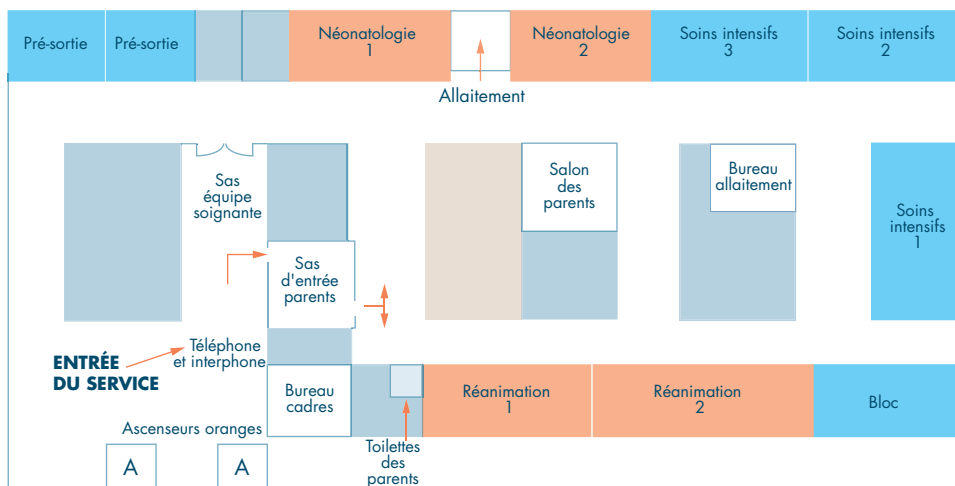 Pré-sortie
Pré-sortie
Néonatologie
1
Néonatologie
2
Soins intensifs
3
Soins intensifs
2
Allaitement
Sas
équipe
soignante
Salon
des
parents
Bureau
allaitement
Soins
intensifs
1
Sas
d'entrée
parents
ENTRÉE
DU SERVICE
Téléphone
et interphone
Bureau
cadres
Réanimation
1
Réanimation
2
Bloc
Ascenseurs oranges
A
A
Toilettes
des
parents